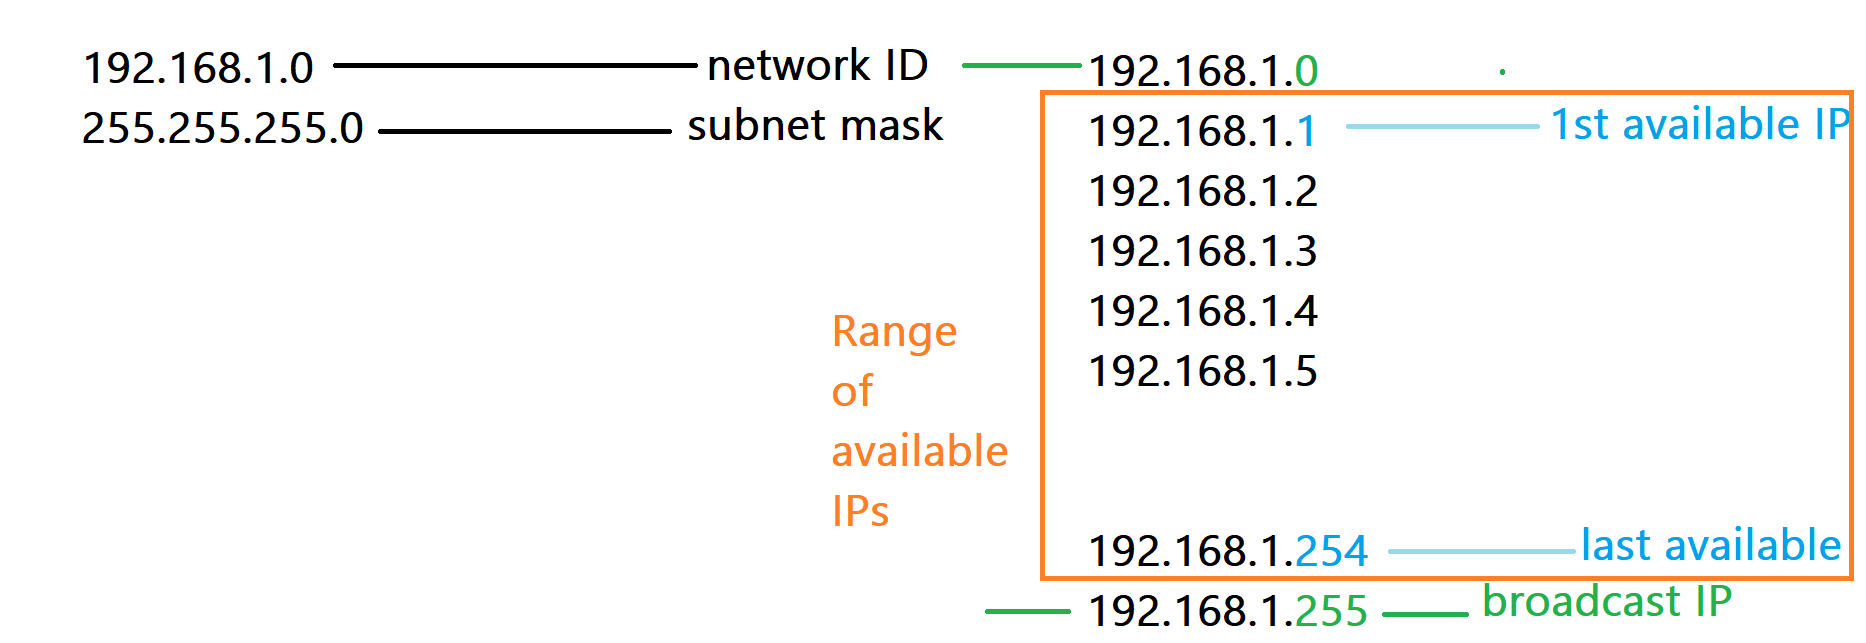 192.168.1.0 network ID 192.168.1.0
255.255.255.0 subnet mask 192.168.1.1 1st available IP
192.168.1.2
192.168.1.3
192.168.1.4
192.168.1.5
Range
of
available
IPs
192.168.1.254 last available
192.168.1.255 broadcast IP